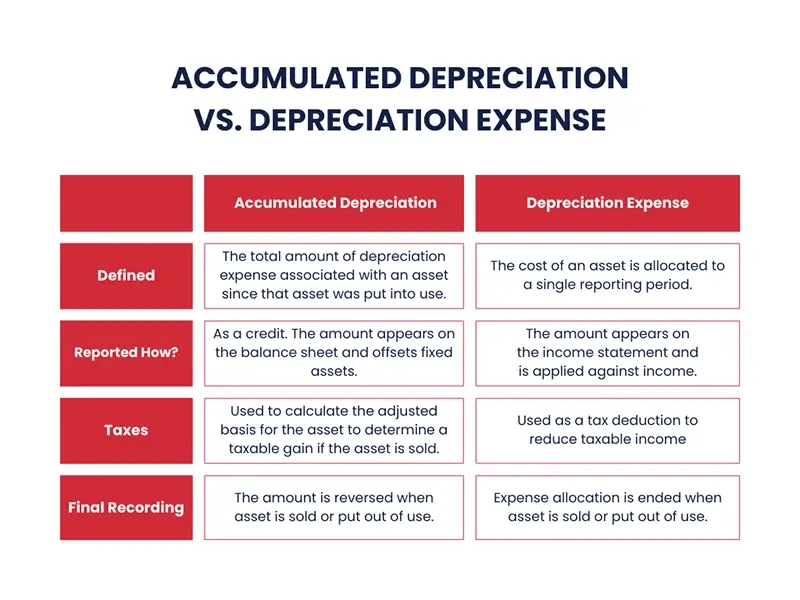 ACCUMULATED DEPRECIATION
VS. DEPRECIATION EXPENSE
Accumulated Depreciation
Depreciation Expense
Defined
The total amount of depreciation
expense associated with an asset
since that asset was put into use.
The cost of an asset is allocated to
a single reporting period.
Reported How?
As a credit. The amount appears on
the balance sheet and offsets fixed
assets.
The amount appears on
the income statement and
is applied against income.
Taxes
Used to calculate the adjusted
basis for the asset to determine a
taxable gain if the asset is sold.
Used as a tax deduction to
reduce taxable income
Final Recording
The amount is reversed when
asset is sold or put out of use.
Expense allocation is ended when
asset is sold or put out of use.